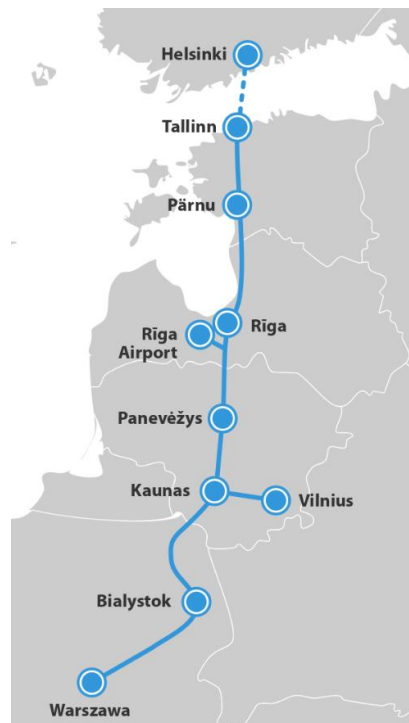 Helsinki
Tallinn
Pärnu
Rīga
Rīga
Airport
Panevėžys
Kaunas
Vilnius
Bialystok
Warszawa